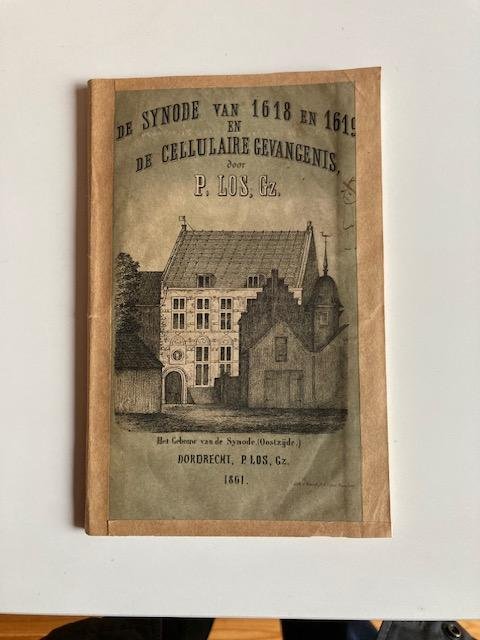 DE SYNODE VAN 1618 EN 1619
EN
DE CELLULAIRE GEVANGENIS,
door
P. LOS, Gz.
Het Gebouw van de Synode. (Oostzijde.)
DORDRECHT, P. LOS, Gz.
1861.